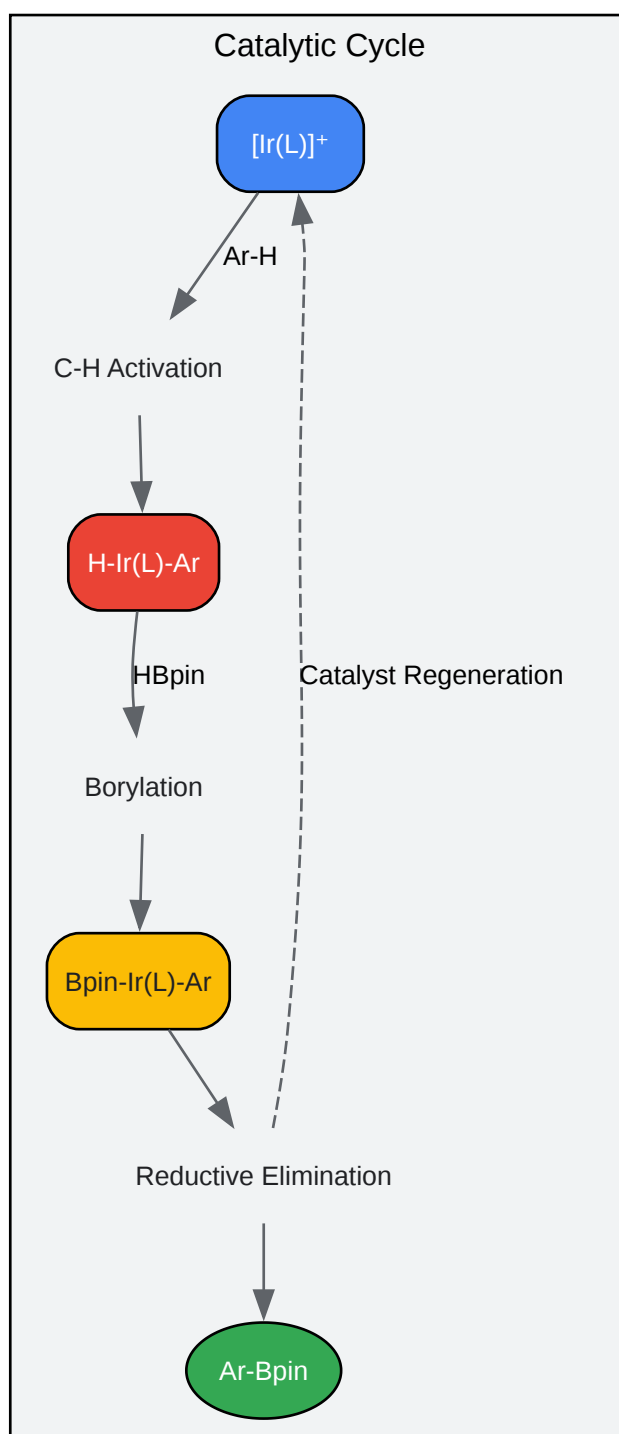 Catalytic Cycle
[Ir(L)]⁺
Ar-H
C-H Activation
H-Ir(L)-Ar
HBpin
Catalyst Regeneration
Borylation
Bpin-Ir(L)-Ar
Reductive Elimination
Ar-Bpin